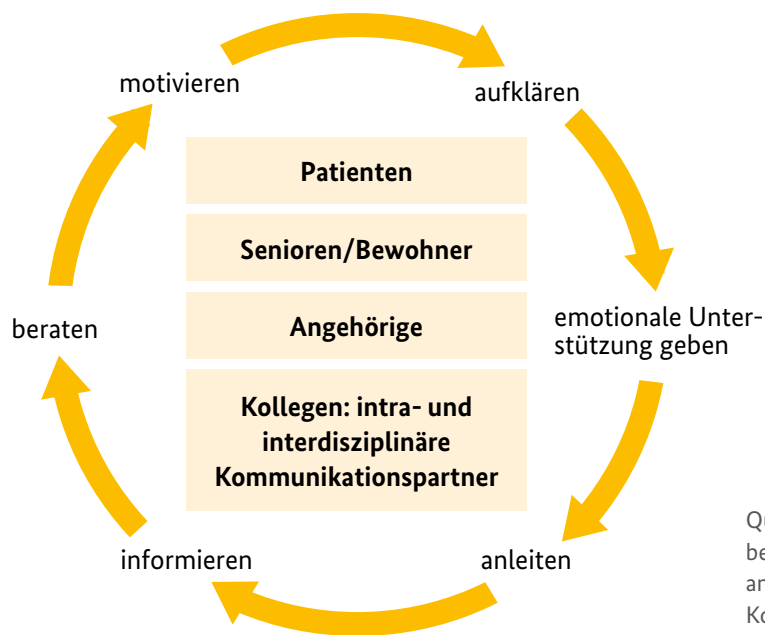 motivieren
aufklären
Patienten
Senioren/Bewohner
Angehörige
Kollegen: intra- und
interdisziplinäre
Kommunikationspartner
emotionale Unter-
stützung geben
beraten
informieren
anleiten